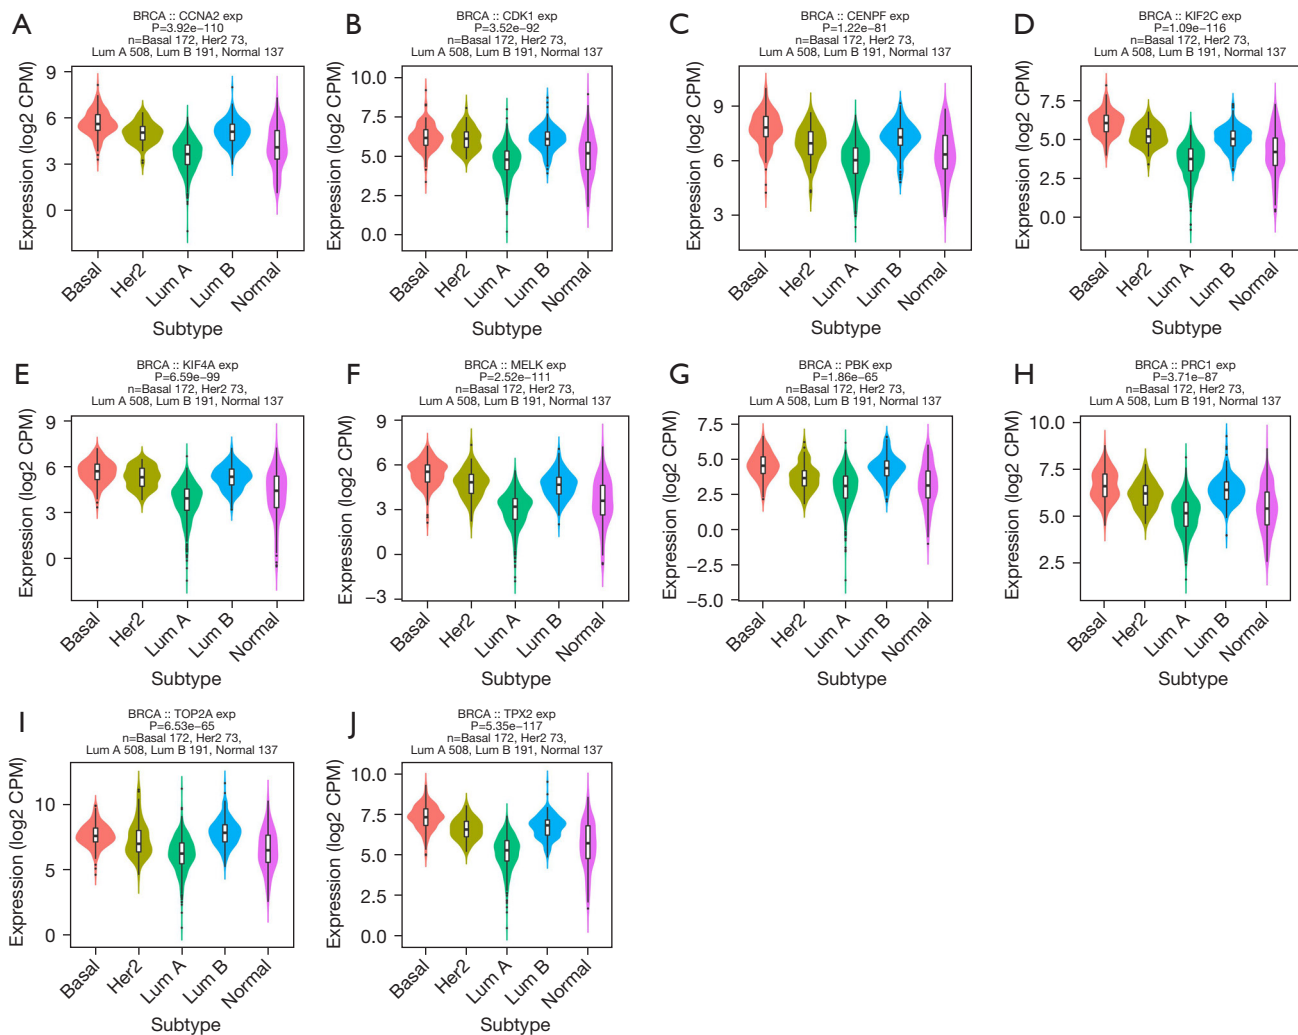 A
BRCA :: CCNA2 exp
P=3.92e−110
n=Basal 172, Her2 73,
Lum A 508, Lum B 191, Normal 137
Expression (log2 CPM)
9
6
3
0
Basal
Her2
Lum A
Lum B
Normal
Subtype
B
BRCA :: CDK1 exp
P=3.52e−92
n=Basal 172, Her2 73,
Lum A 508, Lum B 191, Normal 137
Expression (log2 CPM)
10.0
7.5
5.0
2.5
0.0
Basal
Her2
Lum A
Lum B
Normal
Subtype
C
BRCA :: CENPF exp
P=1.22e−81
n=Basal 172, Her2 73,
Lum A 508, Lum B 191, Normal 137
Expression (log2 CPM)
9
6
3
Basal
Her2
Lum A
Lum B
Normal
Subtype
D
BRCA :: KIF2C exp
P=1.09e−116
n=Basal 172, Her2 73,
Lum A 508, Lum B 191, Normal 137
Expression (log2 CPM)
7.5
5.0
2.5
0.0
Basal
Her2
Lum A
Lum B
Normal
Subtype
E
BRCA :: KIF4A exp
P=6.59e−99
n=Basal 172, Her2 73,
Lum A 508, Lum B 191, Normal 137
Expression (log2 CPM)
9
6
3
0
Basal
Her2
Lum A
Lum B
Normal
Subtype
F
BRCA :: MELK exp
P=2.52e−111
n=Basal 172, Her2 73,
Lum A 508, Lum B 191, Normal 137
Expression (log2 CPM)
9
6
3
0
−3
Basal
Her2
Lum A
Lum B
Normal
Subtype
G
BRCA :: PBK exp
P=1.86e−65
n=Basal 172, Her2 73,
Lum A 508, Lum B 191, Normal 137
Expression (log2 CPM)
7.5
5.0
2.5
0.0
−2.5
−5.0
Basal
Her2
Lum A
Lum B
Normal
Subtype
H
BRCA :: PRC1 exp
P=3.71e−87
n=Basal 172, Her2 73,
Lum A 508, Lum B 191, Normal 137
Expression (log2 CPM)
10.0
7.5
5.0
2.5
Basal
Her2
Lum A
Lum B
Normal
Subtype
I
BRCA :: TOP2A exp
P=6.53e−65
n=Basal 172, Her2 73,
Lum A 508, Lum B 191, Normal 137
Expression (log2 CPM)
10
5
0
Basal
Her2
Lum A
Lum B
Normal
Subtype
J
BRCA :: TPX2 exp
P=5.35e−117
n=Basal 172, Her2 73,
Lum A 508, Lum B 191, Normal 137
Expression (log2 CPM)
10.0
7.5
5.0
2.5
0.0
Basal
Her2
Lum A
Lum B
Normal
Subtype